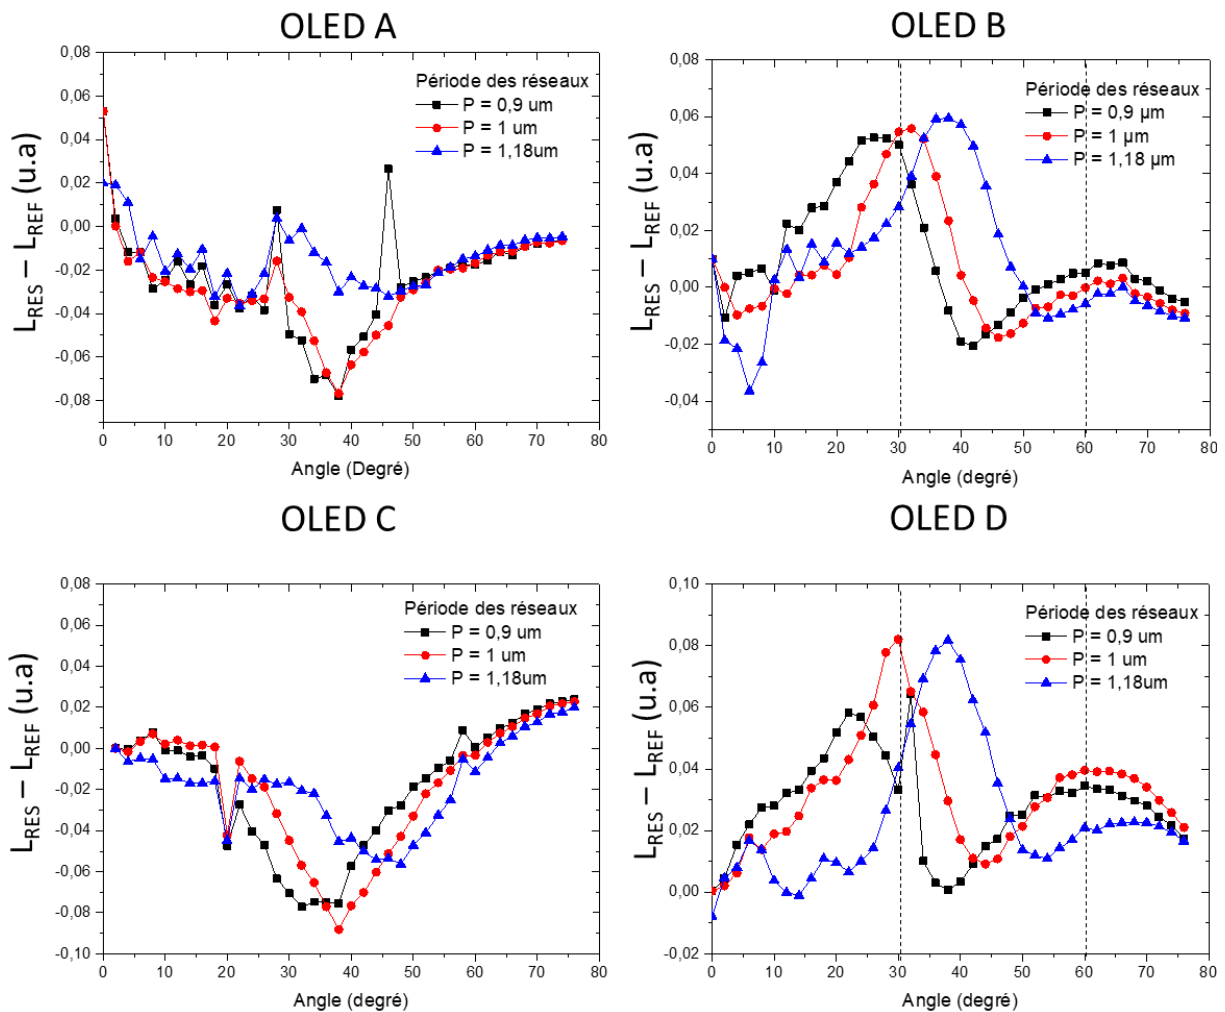 OLED A
L_RES – L_REF (u.a)
0,08
0,06
0,04
0,02
0,00
-0,02
-0,04
-0,06
-0,08
Période des réseaux
P = 0,9 um
P = 1 um
P = 1,18um
0 10 20 30 40 50 60 70 80
Angle (Degré)
OLED B
L_RES – L_REF (u.a)
0,08
0,06
0,04
0,02
0,00
-0,02
-0,04
Période des réseaux
P = 0,9 µm
P = 1 µm
P = 1,18 µm
0 10 20 30 40 50 60 70 80
Angle (degré)
OLED C
L_RES – L_REF (u.a)
0,08
0,06
0,04
0,02
0,00
-0,02
-0,04
-0,06
-0,08
-0,10
Période des réseaux
P = 0,9 um
P = 1 um
P = 1,18um
0 10 20 30 40 50 60 70 80
Angle (degré)
OLED D
L_RES – L_REF (u.a)
0,10
0,08
0,06
0,04
0,02
0,00
-0,02
Période des réseaux
P = 0,9 um
P = 1 um
P = 1,18um
0 10 20 30 40 50 60 70 80
Angle (degré)